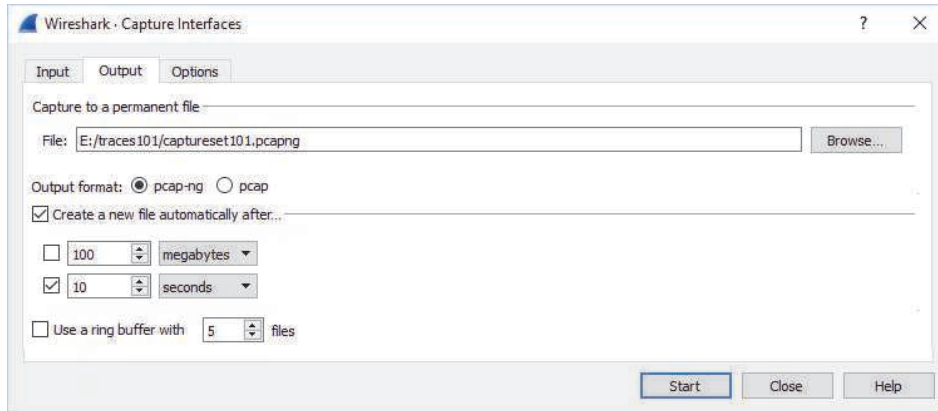 Wireshark · Capture Interfaces ? ×
Input Output Options
Capture to a permanent file
File: E:/traces101/captureset101.pcapng Browse...
Output format: pcap-ng pcap
Create a new file automatically after...
100 megabytes
10 seconds
Use a ring buffer with 5 files
Start Close Help